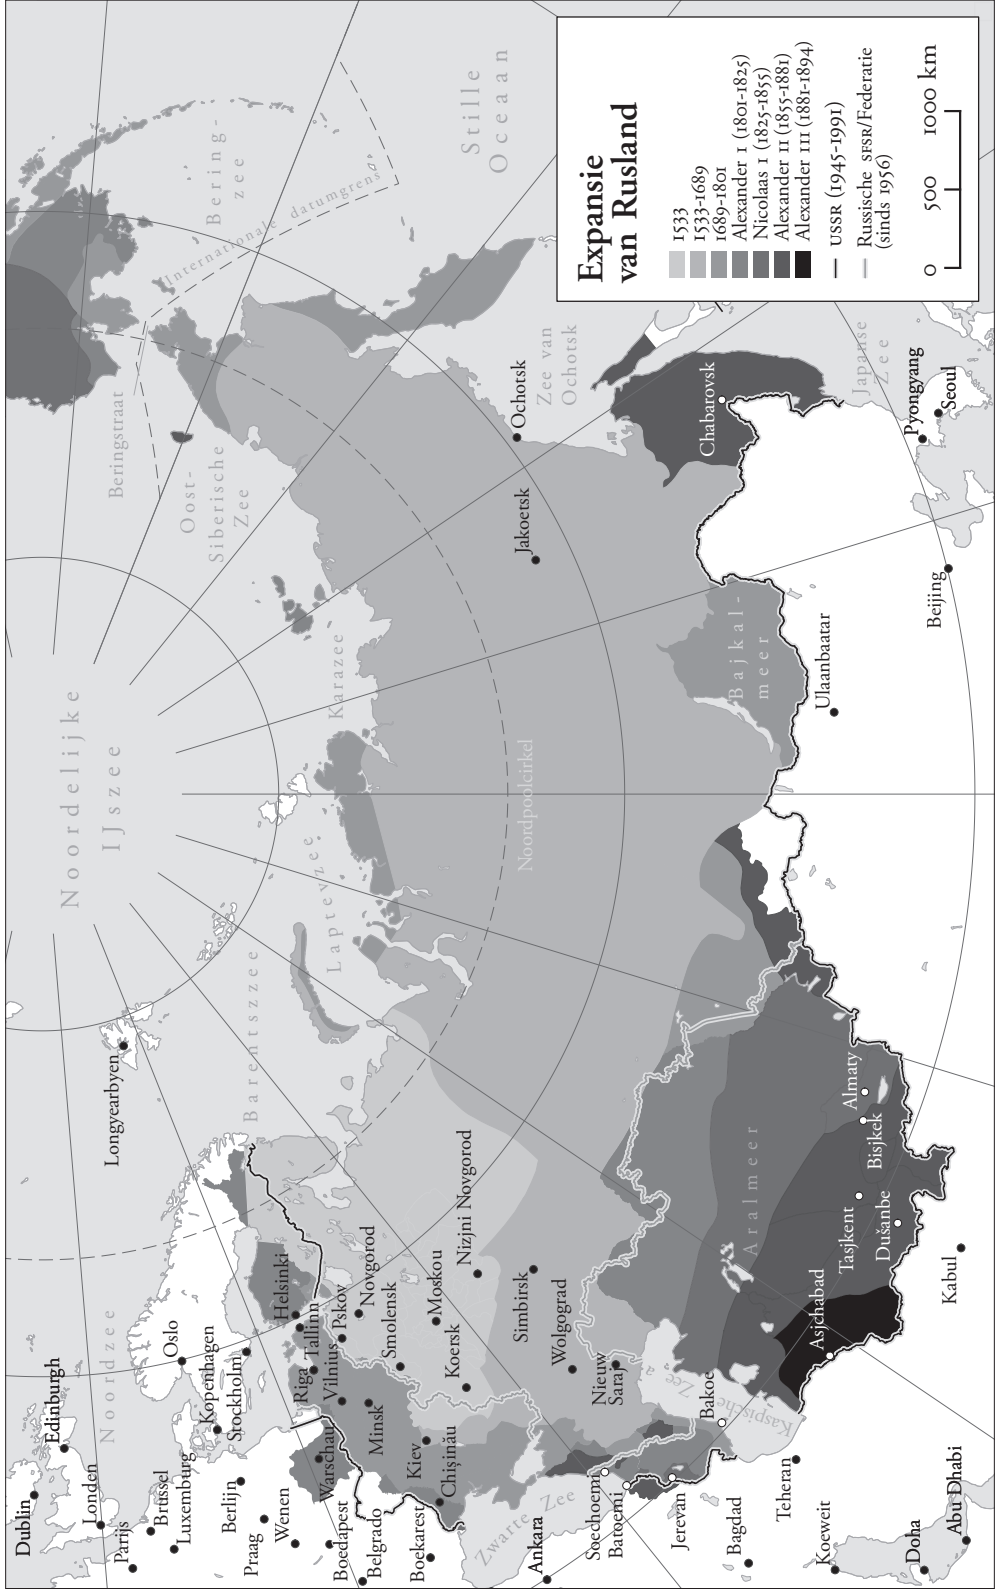 Expansie
van Rusland
1533
1533-1689
1689-1801
Alexander I (1801-1825)
Nicolaas I (1825-1855)
Alexander II (1855-1881)
Alexander III (1881-1894)
USSR (1945-1991)
Russische SFSR/Federatie
(sinds 1956)
0 500 1000 km
Noordelijke
IJszee
Beringstraat
Oost-
Siberische
Zee
Internationale datumgrens
Bering-
zee
Stille
Oceaan
Karazee
Laptevzee
Barentszzee
Noordpoolcirkel
Zee van
Ochotsk
Japanse
Zee
Bajkal-
meer
Aralmeer
Kaspische
Zee
Zwarte Zee
Noordzee
Longyearbyen
Ochotsk
Jakoetsk
Chabarovsk
Pyongyang
Seoul
Beijing
Ulaanbaatar
Dublin
Edinburgh
Londen
Parijs
Brussel
Luxemburg
Oslo
Kopenhagen
Stockholm
Berlijn
Praag
Wenen
Boedapest
Belgrado
Boekarest
Warschau
Helsinki
Tallinn
Riga
Vilnius
Pskov
Novgorod
Smolensk
Minsk
Kiev
Chișinău
Moskou
Koersk
Nizjni Novgorod
Simbirsk
Wolgograd
Nieuw
Saraj
Ankara
Soechoemi
Batoemi
Jerevan
Bakoe
Bagdad
Teheran
Koeweit
Doha
Abu Dhabi
Asjchabad
Tasjkent
Dušanbe
Bisjkek
Almaty
Kabul